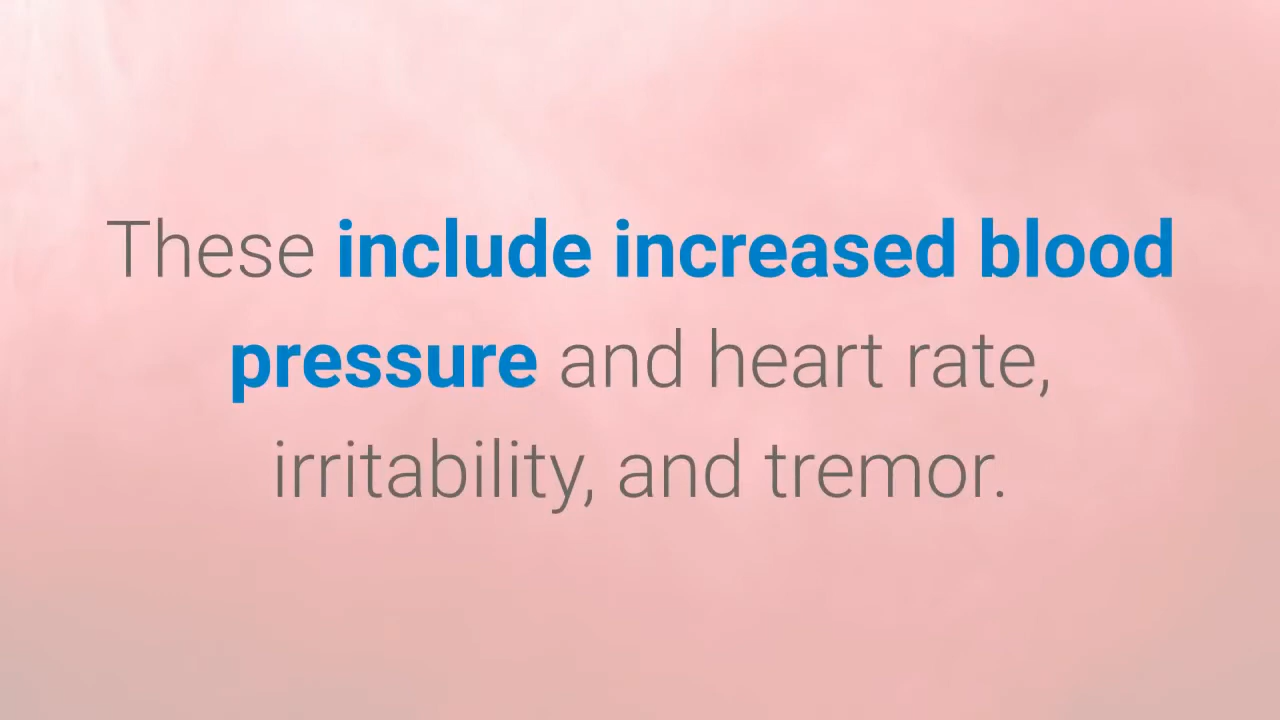 These include increased blood
pressure and heart rate,
irritability, and tremor.